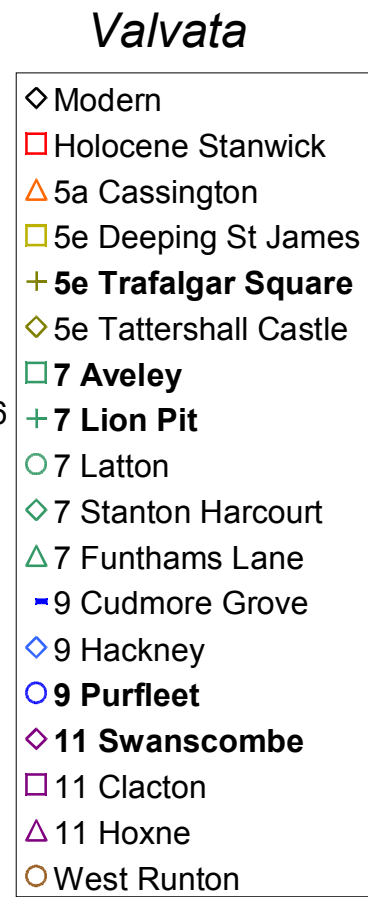 Valvata
Modern
Holocene Stanwick
5a Cassington
5e Deeping St James
5e Trafalgar Square
5e Tattershall Castle
7 Aveley
6
7 Lion Pit
7 Latton
7 Stanton Harcourt
7 Funthams Lane
9 Cudmore Grove
9 Hackney
9 Purfleet
11 Swanscombe
11 Clacton
11 Hoxne
West Runton